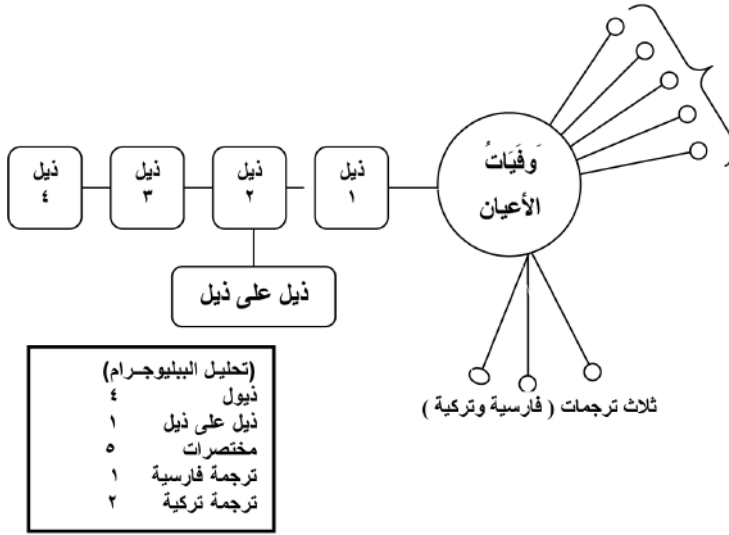 وَفَيَاتُ
الأعيان
ذيل
١
ذيل
٢
ذيل
٣
ذيل
٤
ذيل على ذيل
ثلاث ترجمات ( فارسية وتركية )
(تحليل الببليوجـرام)
ذيول ٤
ذيل على ذيل ١
مختصرات ٥
ترجمة فارسية ١
ترجمة تركية ٢